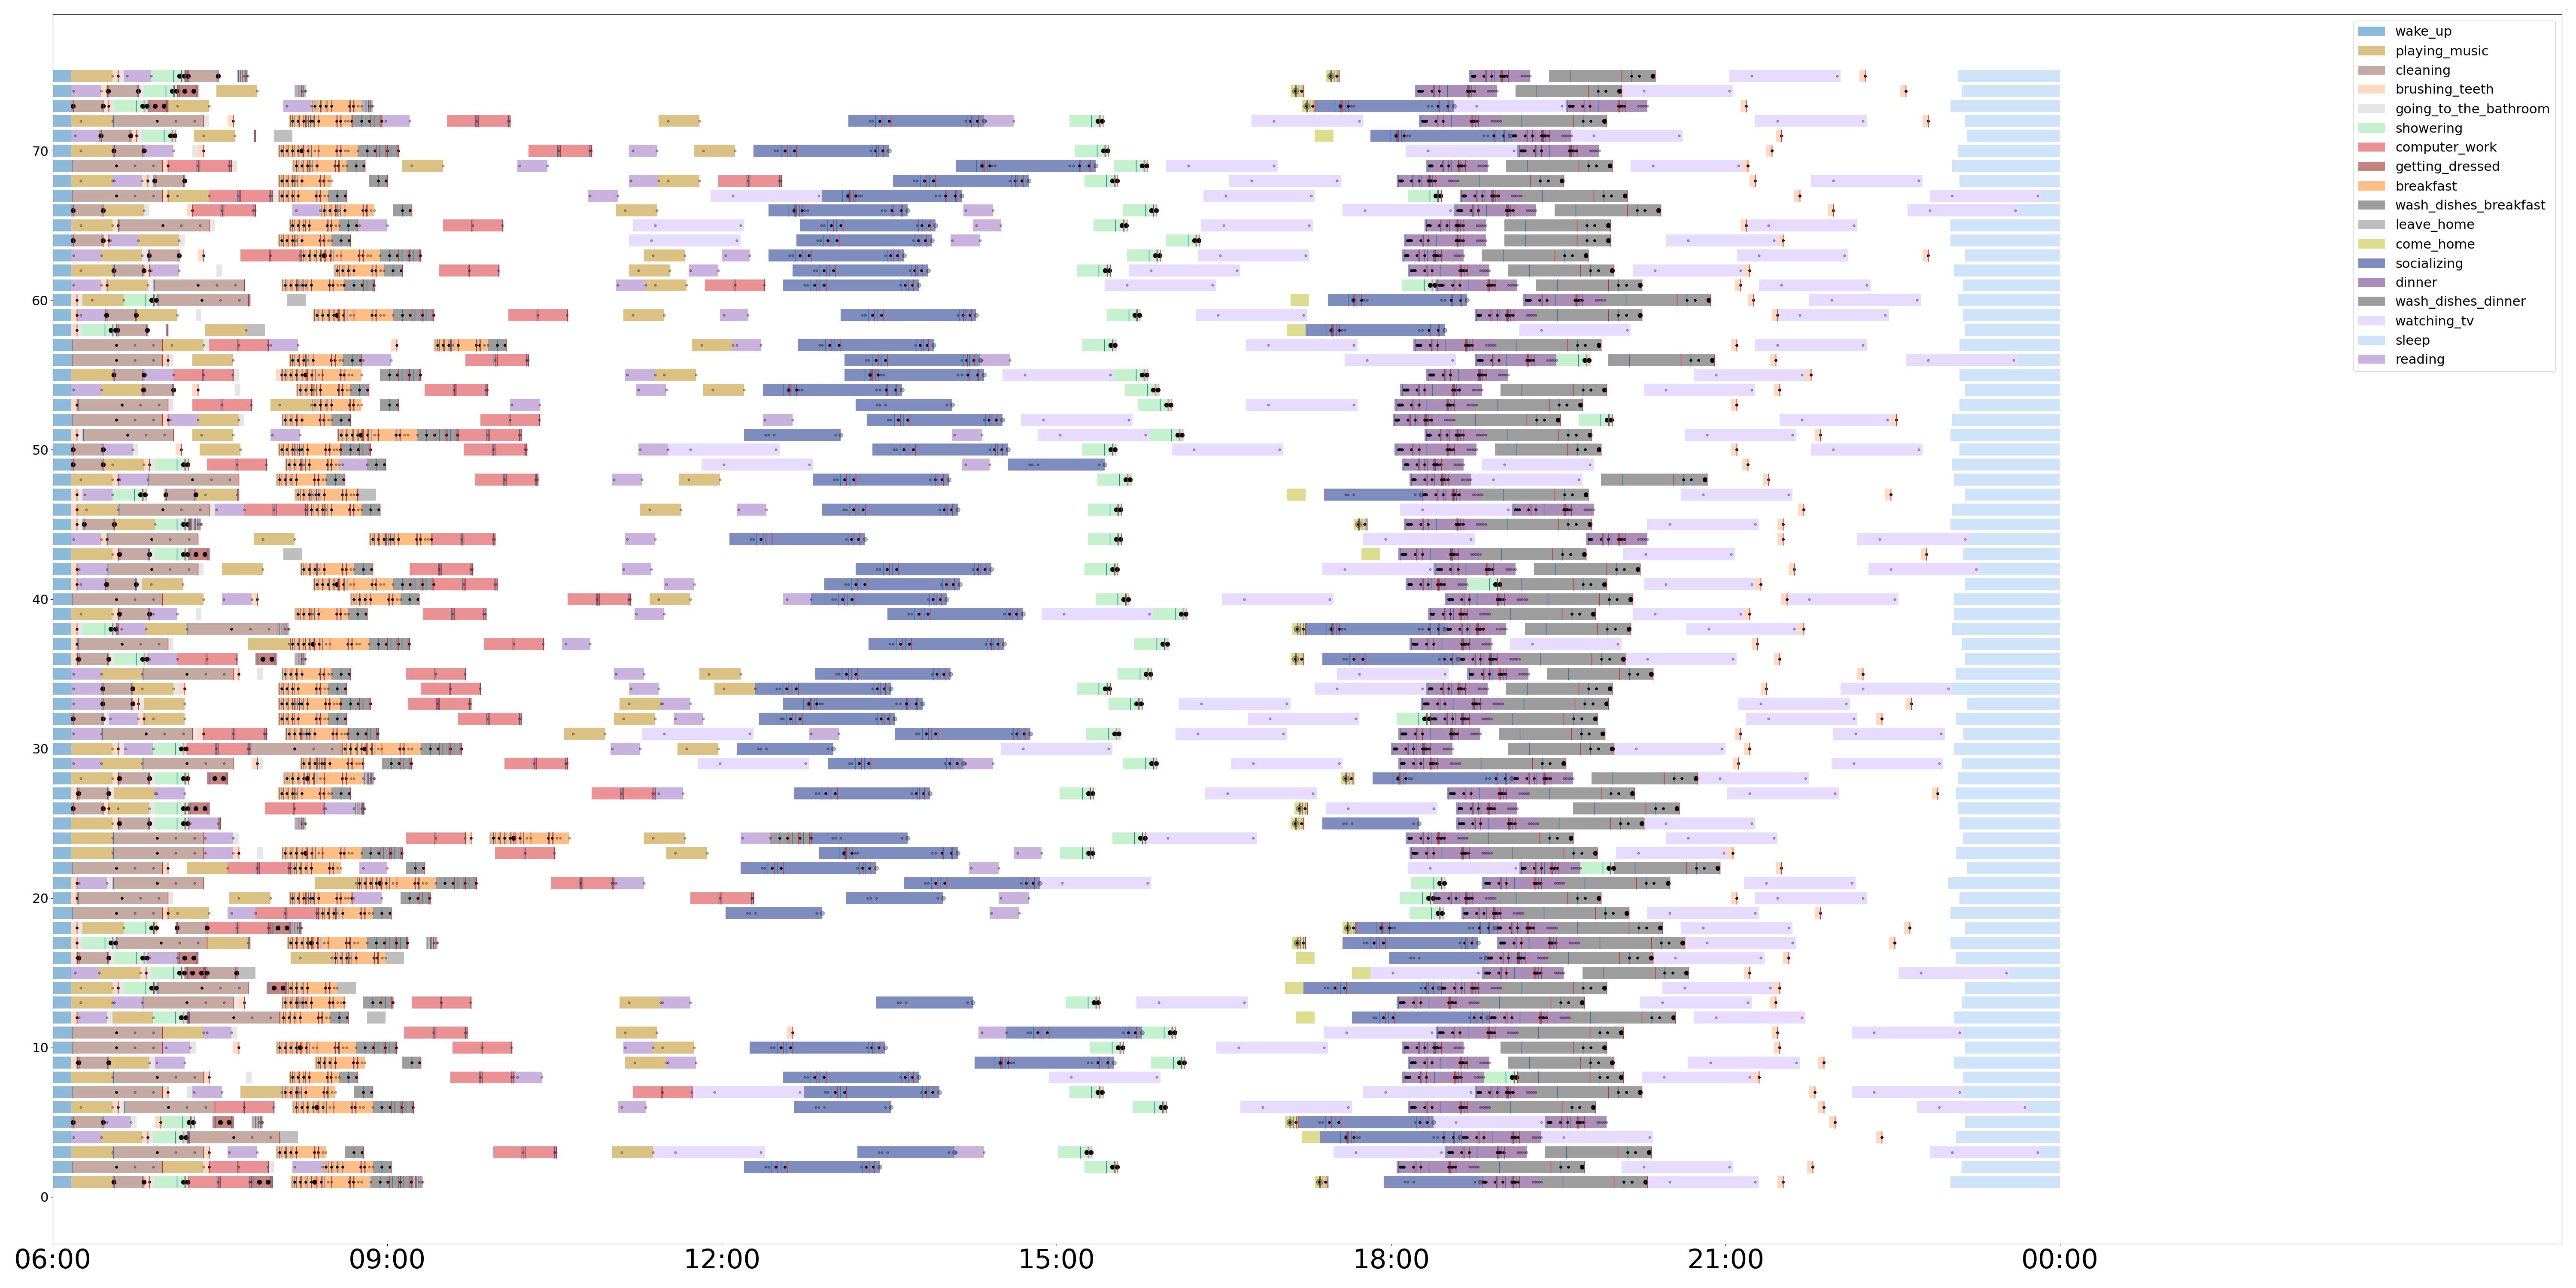 wake_up
playing_music
cleaning
brushing_teeth
going_to_the_bathroom
showering
computer_work
getting_dressed
breakfast
wash_dishes_breakfast
leave_home
come_home
socializing
dinner
wash_dishes_dinner
watching_tv
sleep
reading
70
60
50
40
30
20
10
0
06:00 09:00 12:00 15:00 18:00 21:00 00:00